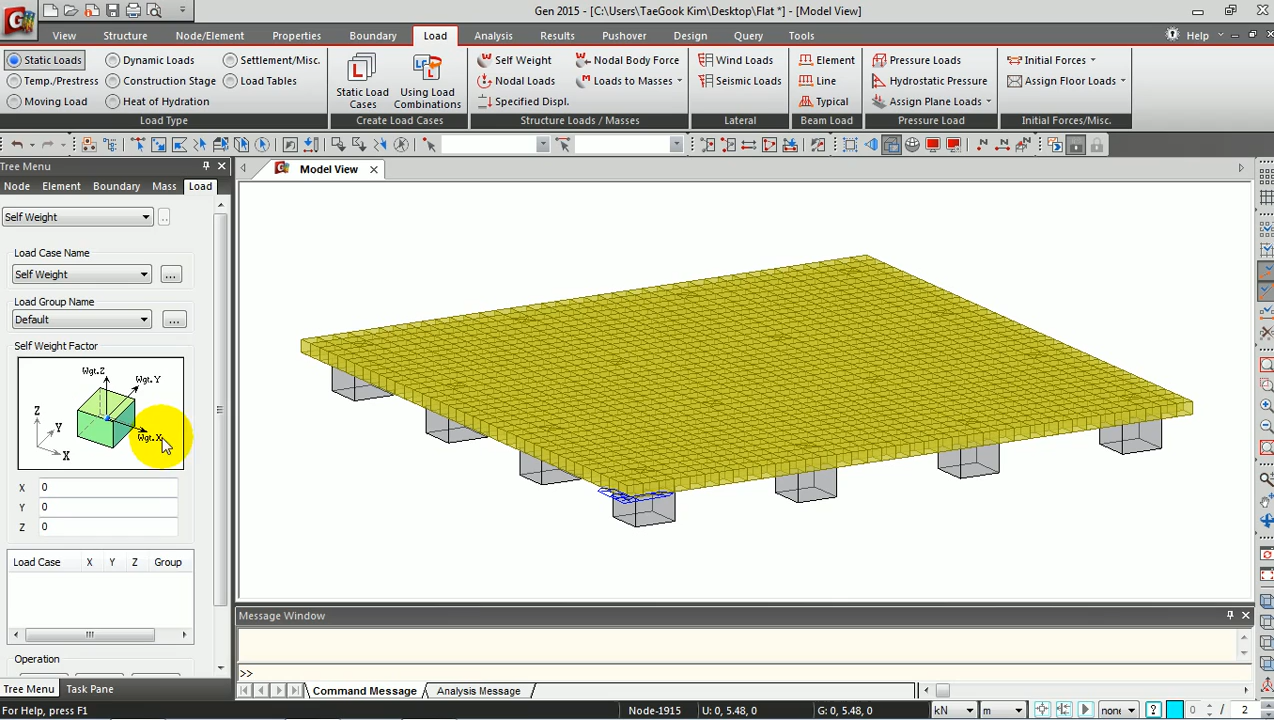 Gen 2015 - [C:\Users\TaeGook Kim\Desktop\Flat *] - [Model View]
View Structure Node/Element Properties Boundary Load Analysis Results Pushover Design Query Tools Help
Static Loads Dynamic Loads Settlement/Misc.
Temp./Prestress Construction Stage Load Tables
Moving Load Heat of Hydration
Load Type
Static Load Cases
Using Load Combinations
Create Load Cases
Self Weight Nodal Body Force
Nodal Loads Loads to Masses
Specified Displ.
Structure Loads / Masses
Wind Loads
Seismic Loads
Lateral
Element
Line
Typical
Beam Load
Pressure Loads
Hydrostatic Pressure
Assign Plane Loads
Pressure Load
Initial Forces
Assign Floor Loads
Initial Forces/Misc.
Tree Menu
Node Element Boundary Mass Load
Self Weight
Load Case Name
Self Weight
Load Group Name
Default
Self Weight Factor
Wgt.Z
Wgt.Y
Wgt.X
Z
Y
X
X 0
Y 0
Z 0
Load Case X Y Z Group
Operation
Tree Menu Task Pane
Model View
Message Window
>>
Command Message Analysis Message
For Help, press F1
Node-1915 U: 0, 5.48, 0 G: 0, 5.48, 0 kN m none 0 / 2